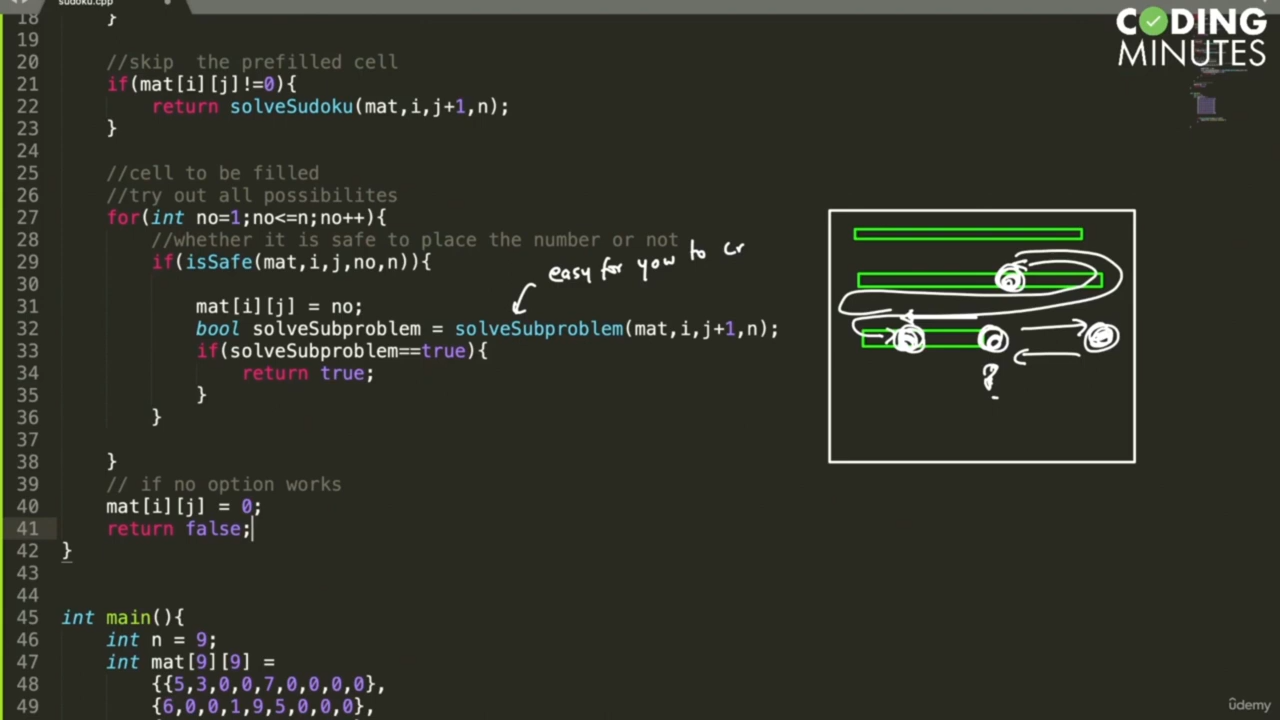 sudoku.cpp
CODING
MINUTES
18 }
19
20 //skip the prefilled cell
21 if(mat[i][j]!=0){
22 return solveSudoku(mat,i,j+1,n);
23 }
24
25 //cell to be filled
26 //try out all possibilites
27 for(int no=1;no<=n;no++){
28 //whether it is safe to place the number or not
29 if(isSafe(mat,i,j,no,n)){
easy for you to cr
30
31 mat[i][j] = no;
32 bool solveSubproblem = solveSubproblem(mat,i,j+1,n);
33 if(solveSubproblem==true){
34 return true;
35 }
36 }
?
37
38 }
39 // if no option works
40 mat[i][j] = 0;
41 return false;
42 }
43
44
45 int main(){
46 int n = 9;
47 int mat[9][9] =
48 {{5,3,0,0,7,0,0,0,0},
49 {6,0,0,1,9,5,0,0,0},
ûdemy